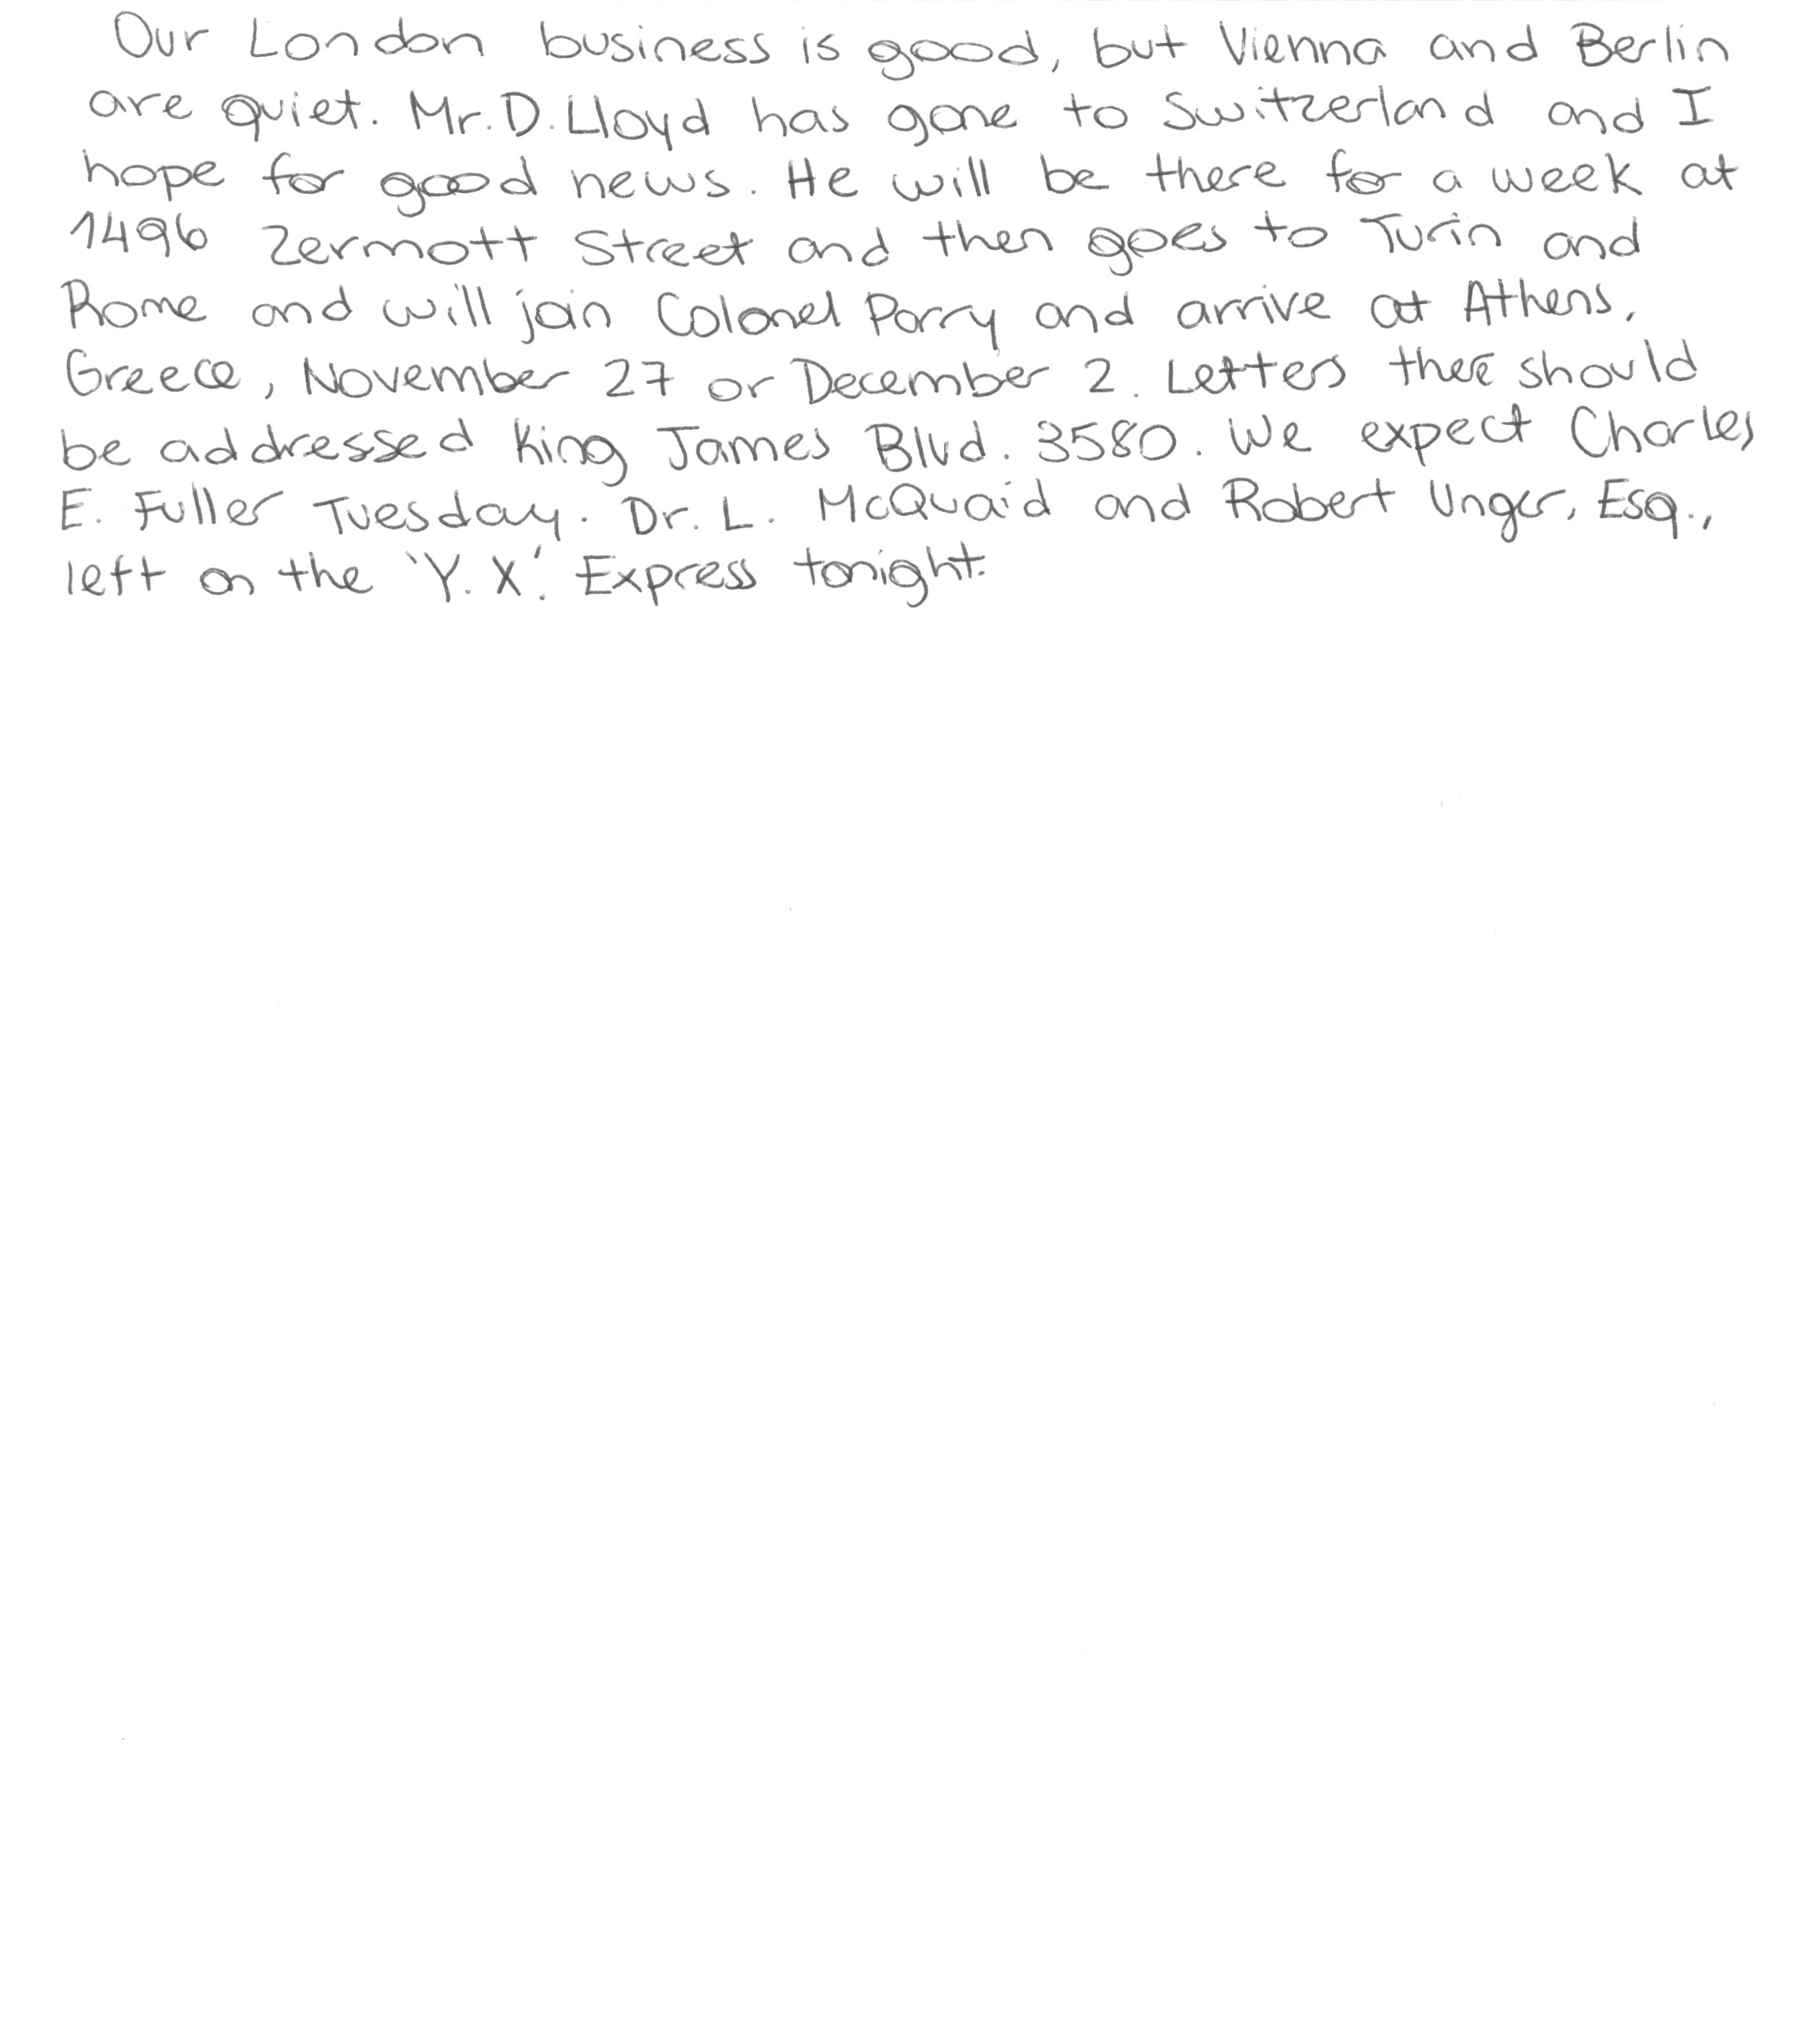 Our London business is good, but Vienna and Berlin
are quiet. Mr. D. Lloyd has gone to Switzerland and I
hope for good news. He will be there for a week at
1496 Zermott Street and then goes to Turin and
Rome and will join Colonel Parry and arrive at Athens,
Greece, November 27 or December 2. Letters there should
be addressed King James Blvd. 3580. We expect Charles
E. Fuller Tuesday. Dr. L. McQuaid and Robert Unger, Esq.,
left on the 'Y. X.' Express tonight.